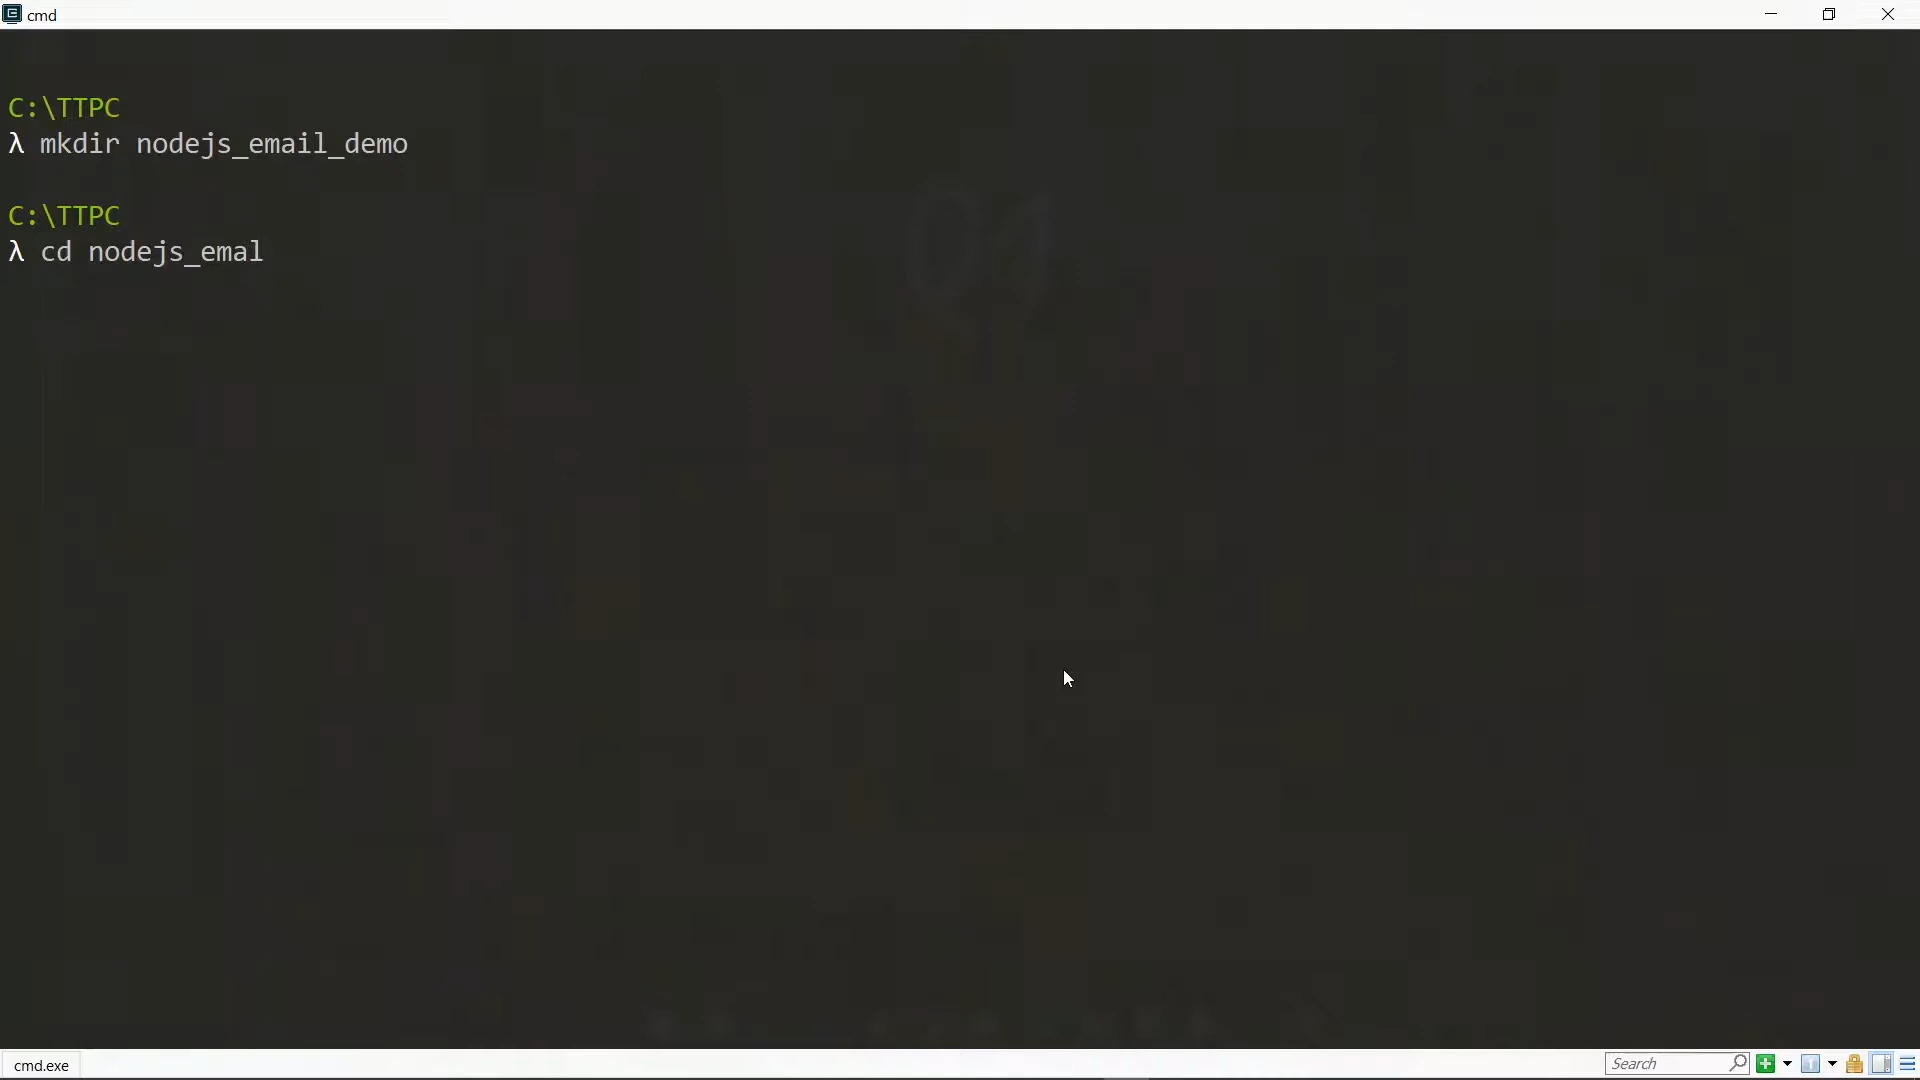 cmd
C:\TTPC
λ mkdir nodejs_email_demo
C:\TTPC
λ cd nodejs_emal
cmd.exe
Search